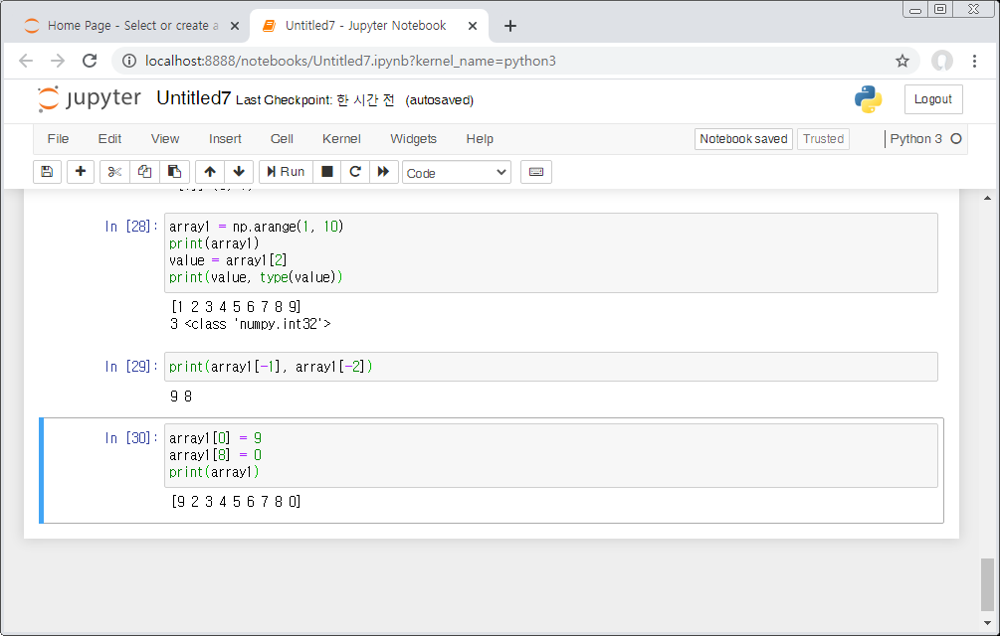 Home Page - Select or create a
Untitled7 - Jupyter Notebook
localhost:8888/notebooks/Untitled7.ipynb?kernel_name=python3
jupyter Untitled7 Last Checkpoint: 한 시간 전 (autosaved)
Logout
File Edit View Insert Cell Kernel Widgets Help
Notebook saved Trusted Python 3
Run Code
In [28]: array1 = np.arange(1, 10)
print(array1)
value = array1[2]
print(value, type(value))
[1 2 3 4 5 6 7 8 9]
3 <class 'numpy.int32'>
In [29]: print(array1[-1], array1[-2])
9 8
In [30]: array1[0] = 9
array1[8] = 0
print(array1)
[9 2 3 4 5 6 7 8 0]